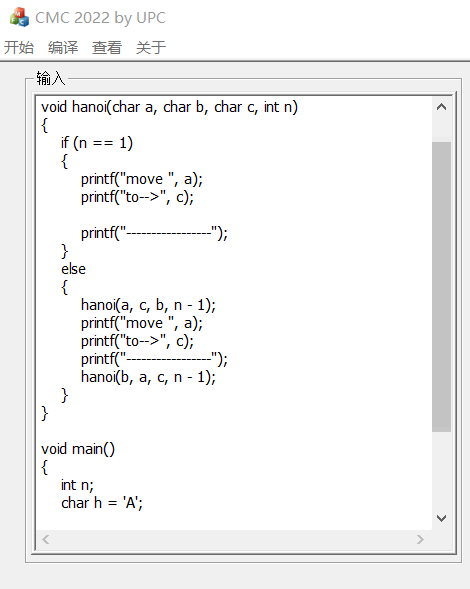 CMC 2022 by UPC
开始 编译 查看 关于
输入
void hanoi(char a, char b, char c, int n)
{
if (n == 1)
{
printf("move ", a);
printf("to-->", c);
printf("-----------------");
}
else
{
hanoi(a, c, b, n - 1);
printf("move ", a);
printf("to-->", c);
printf("-----------------");
hanoi(b, a, c, n - 1);
}
}
void main()
{
int n;
char h = 'A';